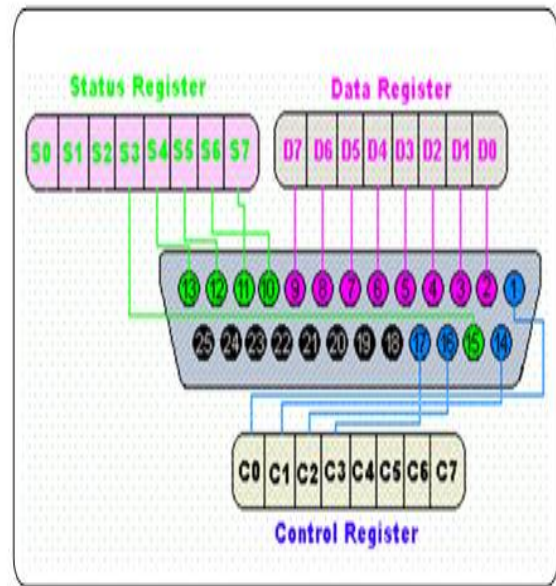 Status Register Data Register
S0 S1 S2 S3 S4 S5 S6 S7 D7 D6 D5 D4 D3 D2 D1 D0
13 12 11 10 9 8 7 6 5 4 3 2 1
25 24 23 22 21 20 19 18 17 16 15 14
C0 C1 C2 C3 C4 C5 C6 C7
Control Register